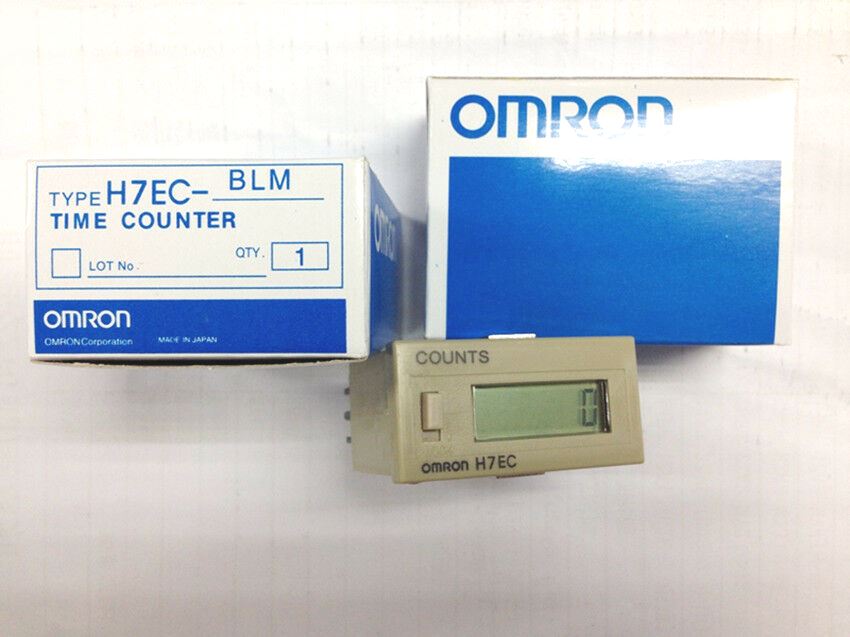 TYPE H7EC- BLM
TIME COUNTER
LOT No.
QTY. 1
OMRON
OMRON Corporation MADE IN JAPAN
OMRON
OMRON
COUNTS
0
OMRON H7EC